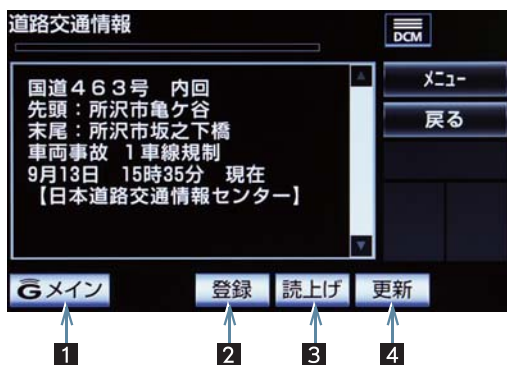 道路交通情報
DCM
国道463号 内回
先頭：所沢市亀ケ谷
末尾：所沢市坂之下橋
車両事故 1車線規制
9月13日 15時35分 現在
【日本道路交通情報センター】
メニュー
戻る
Gメイン
登録
読上げ
更新
1
2
3
4